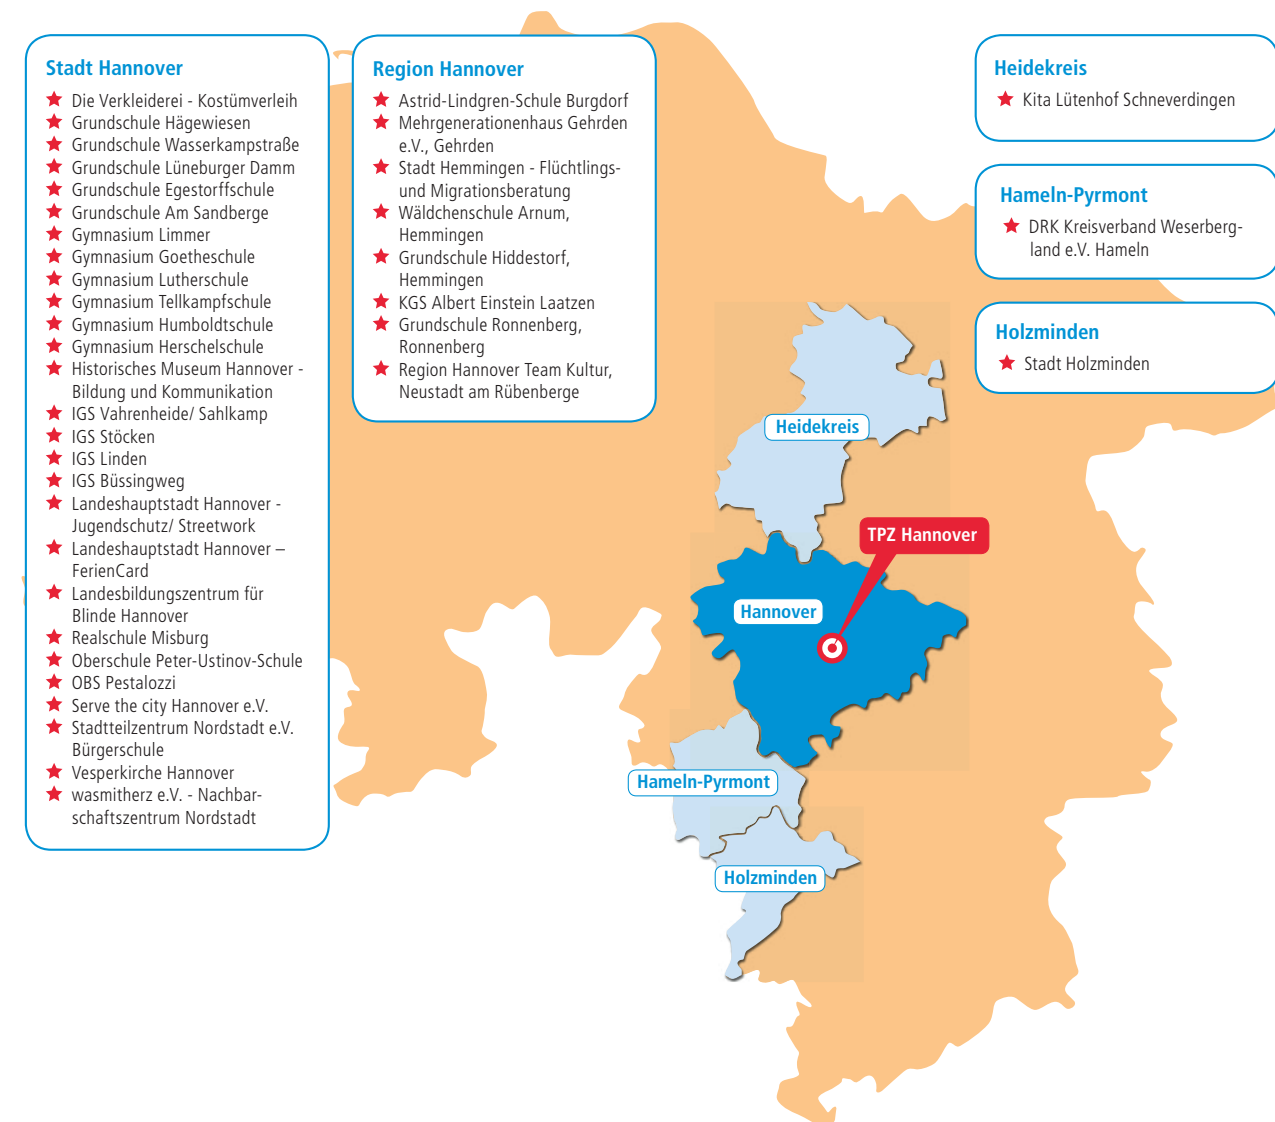 Stadt Hannover
Die Verkleiderei - Kostümverleih
Grundschule Hägewiesen
Grundschule Wasserkampstraße
Grundschule Lüneburger Damm
Grundschule Egestorffschule
Grundschule Am Sandberge
Gymnasium Limmer
Gymnasium Goetheschule
Gymnasium Lutherschule
Gymnasium Tellkampfschule
Gymnasium Humboldtschule
Gymnasium Herschelschule
Historisches Museum Hannover -
Bildung und Kommunikation
IGS Vahrenheide/ Sahlkamp
IGS Stöcken
IGS Linden
IGS Büssingweg
Landeshauptstadt Hannover -
Jugendschutz/ Streetwork
Landeshauptstadt Hannover –
FerienCard
Landesbildungszentrum für
Blinde Hannover
Realschule Misburg
Oberschule Peter-Ustinov-Schule
OBS Pestalozzi
Serve the city Hannover e.V.
Stadtteilzentrum Nordstadt e.V.
Bürgerschule
Vesperkirche Hannover
wasmitherz e.V. - Nachbar-
schaftszentrum Nordstadt
Region Hannover
Astrid-Lindgren-Schule Burgdorf
Mehrgenerationenhaus Gehrden
e.V., Gehrden
Stadt Hemmingen - Flüchtlings-
und Migrationsberatung
Wäldchenschule Arnum,
Hemmingen
Grundschule Hiddestorf,
Hemmingen
KGS Albert Einstein Laatzen
Grundschule Ronnenberg,
Ronnenberg
Region Hannover Team Kultur,
Neustadt am Rübenberge
Heidekreis
Kita Lütenhof Schneverdingen
Hameln-Pyrmont
DRK Kreisverband Weserberg-
land e.V. Hameln
Holzminden
Stadt Holzminden
Heidekreis
TPZ Hannover
Hannover
Hameln-Pyrmont
Holzminden